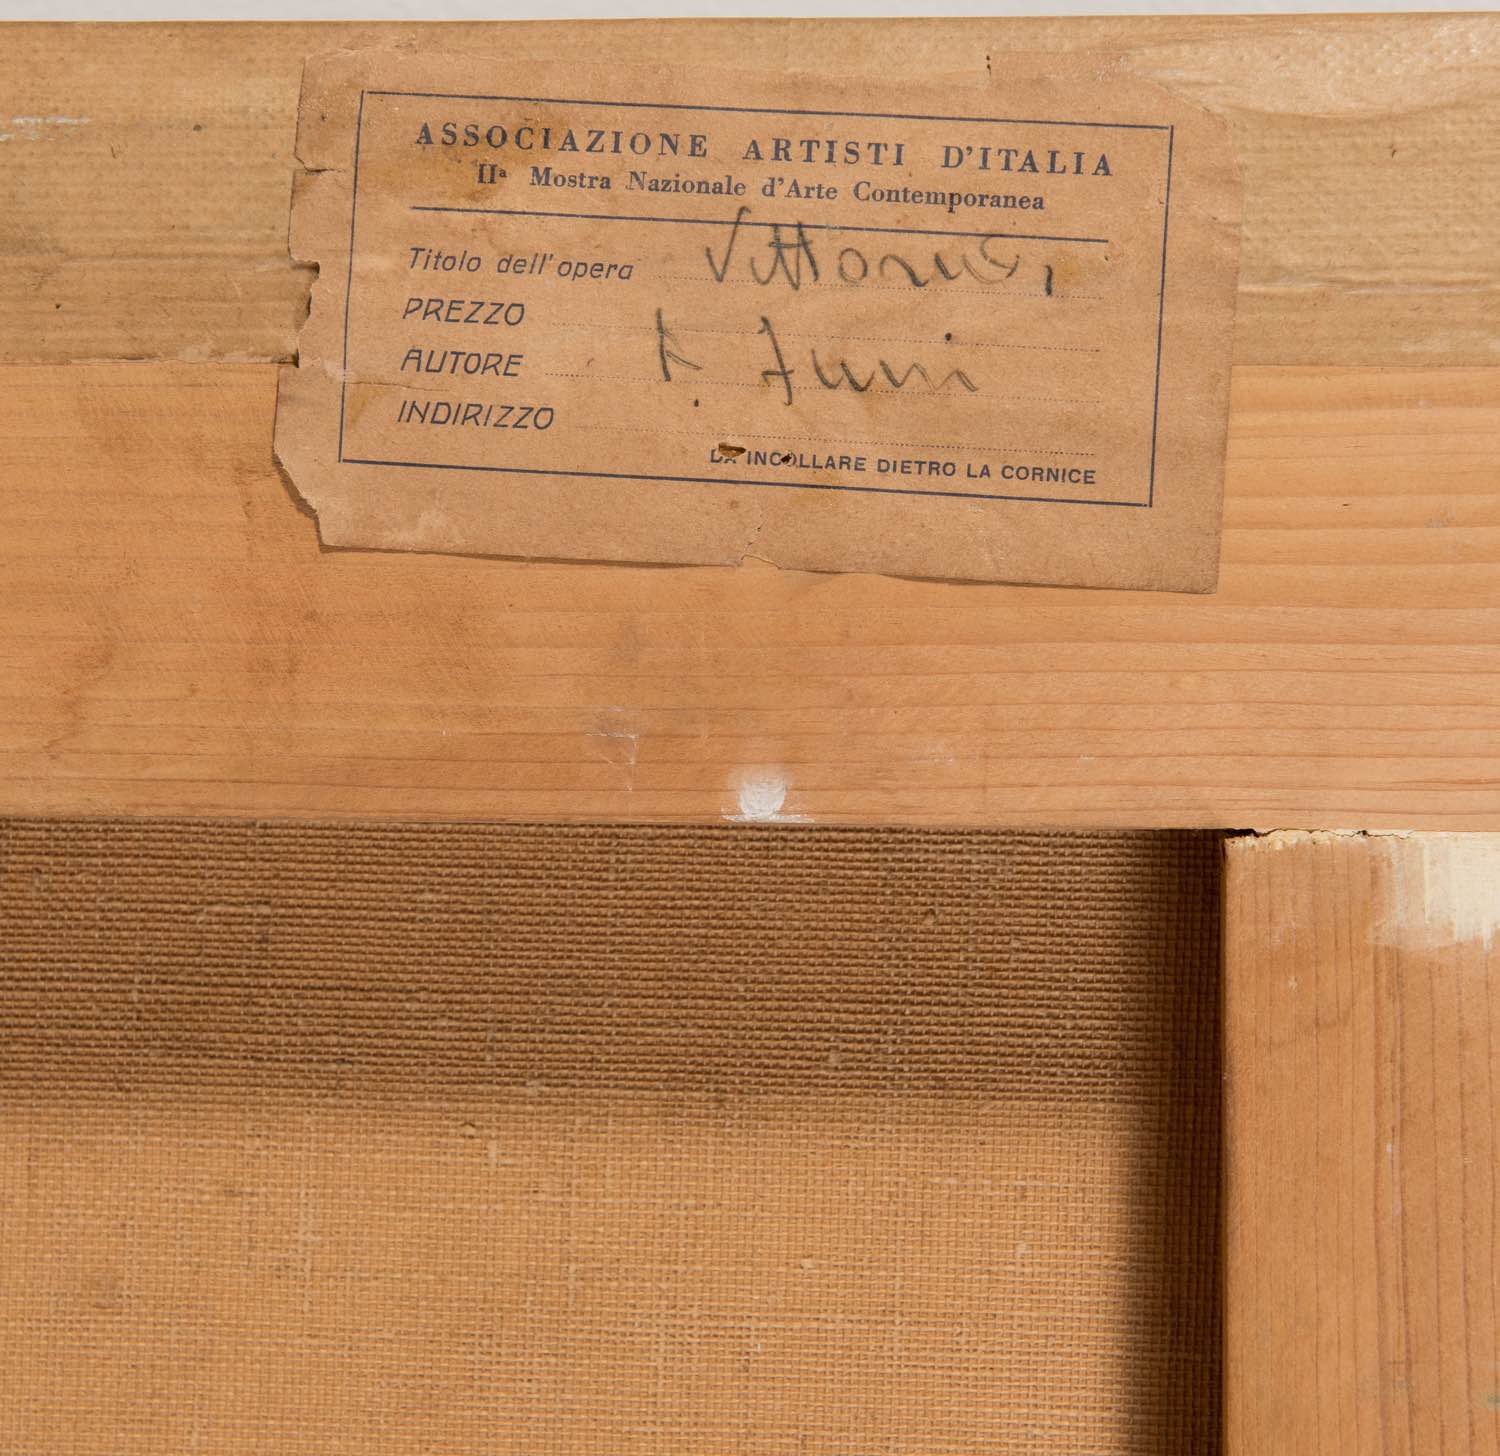 ASSOCIAZIONE ARTISTI D'ITALIA
IIª Mostra Nazionale d'Arte Contemporanea
Titolo dell'opera
PREZZO
AUTORE A. Funi
INDIRIZZO
DA INCOLLARE DIETRO LA CORNICE